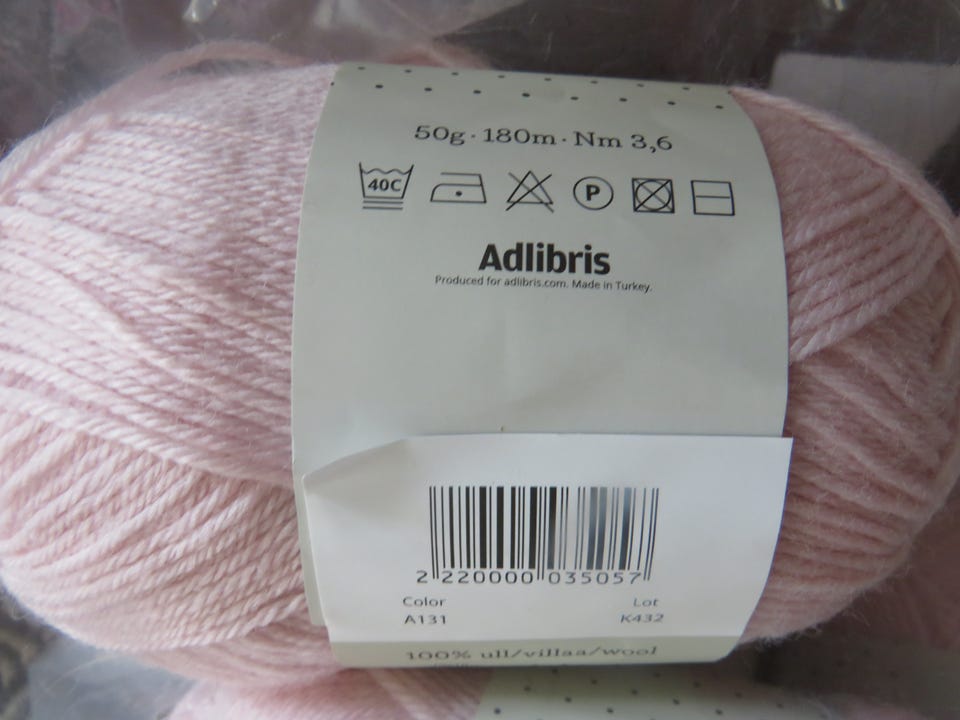 50g · 180m · Nm 3,6
40C P
Adlibris
Produced for adlibris.com. Made in Turkey.
2 220000 035057
Color Lot
A131 K432
100% ull/villaa/wool